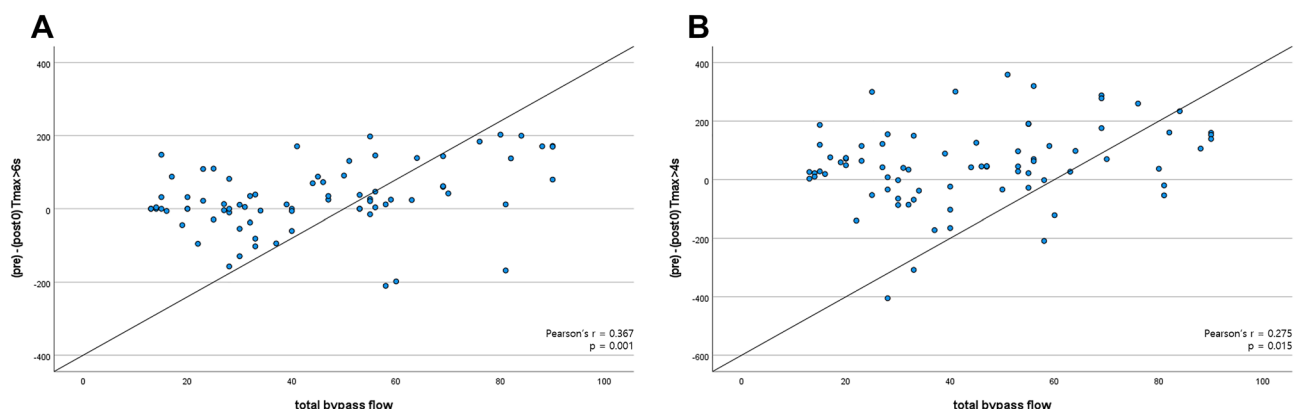 A
400
200
0
-200
-400
(pre) - (post0) Tmax>6s
Pearson's r = 0.367
p = 0.001
0 20 40 60 80 100
total bypass flow
B
400
200
0
-200
-400
-600
(pre) - (post0) Tmax>4s
Pearson's r = 0.275
p = 0.015
0 20 40 60 80 100
total bypass flow